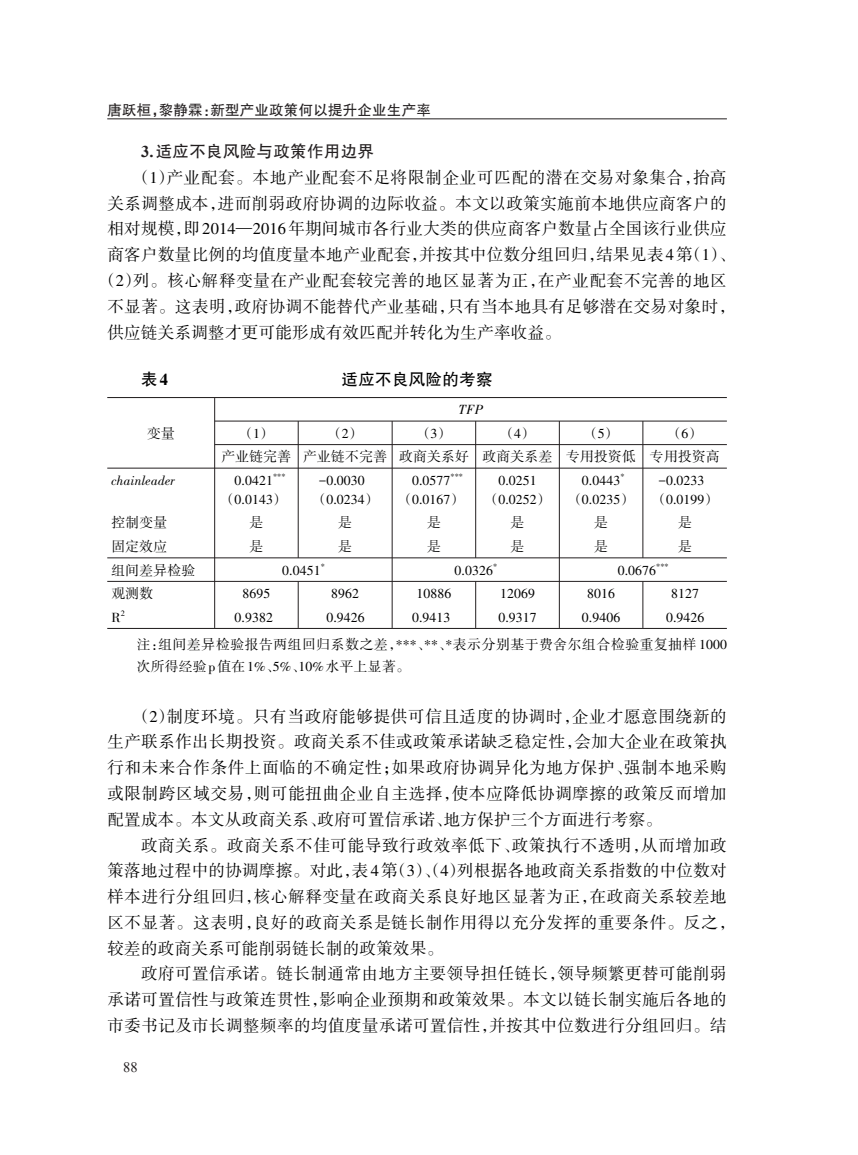 唐跃桓,黎静霖:新型产业政策何以提升企业生产率
3.适应不良风险与政策作用边界
(1)产业配套。本地产业配套不足将限制企业可匹配的潜在交易对象集合,抬高
关系调整成本,进而削弱政府协调的边际收益。本文以政策实施前本地供应商客户的
相对规模,即2014—2016年期间城市各行业大类的供应商客户数量占全国该行业供应
商客户数量比例的均值度量本地产业配套,并按其中位数分组回归,结果见表4第(1)、
(2)列。核心解释变量在产业配套较完善的地区显著为正,在产业配套不完善的地区
不显著。这表明,政府协调不能替代产业基础,只有当本地具有足够潜在交易对象时,
供应链关系调整才更可能形成有效匹配并转化为生产率收益。
表4 适应不良风险的考察
TFP
变量 (1) (2) (3) (4) (5) (6)
产业链完善 产业链不完善 政商关系好 政商关系差 专用投资低 专用投资高
chainleader 0.0421*** -0.0030 0.0577*** 0.0251 0.0443* -0.0233
(0.0143) (0.0234) (0.0167) (0.0252) (0.0235) (0.0199)
控制变量 是 是 是 是 是 是
固定效应 是 是 是 是 是 是
组间差异检验 0.0451* 0.0326* 0.0676***
观测数 8695 8962 10886 12069 8016 8127
R² 0.9382 0.9426 0.9413 0.9317 0.9406 0.9426
注:组间差异检验报告两组回归系数之差,***、**、*表示分别基于费舍尔组合检验重复抽样1000
次所得经验p值在1%、5%、10%水平上显著。
(2)制度环境。只有当政府能够提供可信且适度的协调时,企业才愿意围绕新的
生产联系作出长期投资。政商关系不佳或政策承诺缺乏稳定性,会加大企业在政策执
行和未来合作条件上面临的不确定性;如果政府协调异化为地方保护、强制本地采购
或限制跨区域交易,则可能扭曲企业自主选择,使本应降低协调摩擦的政策反而增加
配置成本。本文从政商关系、政府可置信承诺、地方保护三个方面进行考察。
政商关系。政商关系不佳可能导致行政效率低下、政策执行不透明,从而增加政
策落地过程中的协调摩擦。对此,表4第(3)、(4)列根据各地政商关系指数的中位数对
样本进行分组回归,核心解释变量在政商关系良好地区显著为正,在政商关系较差地
区不显著。这表明,良好的政商关系是链长制作用得以充分发挥的重要条件。反之,
较差的政商关系可能削弱链长制的政策效果。
政府可置信承诺。链长制通常由地方主要领导担任链长,领导频繁更替可能削弱
承诺可置信性与政策连贯性,影响企业预期和政策效果。本文以链长制实施后各地的
市委书记及市长调整频率的均值度量承诺可置信性,并按其中位数进行分组回归。结
88